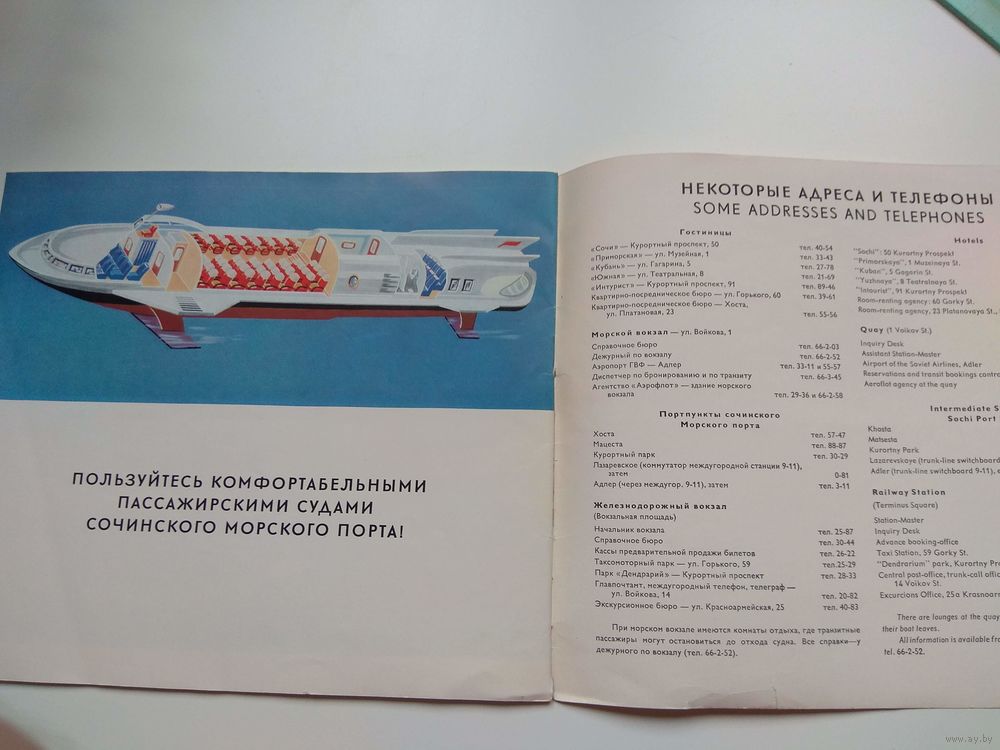 ПОЛЬЗУЙТЕСЬ КОМФОРТАБЕЛЬНЫМИ
ПАССАЖИРСКИМИ СУДАМИ
СОЧИНСКОГО МОРСКОГО ПОРТА!
НЕКОТОРЫЕ АДРЕСА И ТЕЛЕФОНЫ
SOME ADDRESSES AND TELEPHONES
Гостиницы
«Сочи» — Курортный проспект, 50 тел. 40-54
«Приморская» — ул. Музейная, 1 тел. 33-43
«Кубань» — ул. Гагарина, 5 тел. 27-78
«Южная» — ул. Театральная, 8 тел. 21-69
«Интурист» — Курортный проспект, 91 тел. 89-46
Квартирно-посредническое бюро — ул. Горького, 60 тел. 39-61
Квартирно-посредническое бюро — Хоста,
ул. Платановая, 23 тел. 55-56
Морской вокзал — ул. Войкова, 1
Справочное бюро тел. 66-2-03
Дежурный по вокзалу тел. 66-2-52
Аэропорт ГВФ — Адлер тел. 33-11 и 55-57
Диспетчер по бронированию и по транзиту тел. 66-3-45
Агентство «Аэрофлот» — здание морского
вокзала тел. 29-36 и 66-2-58
Портпункты сочинского
Морского порта
Хоста тел. 57-47
Мацеста тел. 88-87
Курортный парк тел. 30-29
Лазаревское (коммутатор междугородной станции 9-11),
затем 0-81
Адлер (через междугор. 9-11), затем тел. 3-11
Железнодорожный вокзал
(Вокзальная площадь)
Начальник вокзала тел. 25-87
Справочное бюро тел. 30-44
Кассы предварительной продажи билетов тел. 26-22
Таксомоторный парк — ул. Горького, 59 тел.25-29
Парк «Дендрарий» — Курортный проспект тел. 28-33
Главпочтамт, междугородный телефон, телеграф —
ул. Войкова, 14 тел. 20-82
Экскурсионное бюро — ул. Красноармейская, 25 тел. 40-83
При морском вокзале имеются комнаты отдыха, где транзитные
пассажиры могут остановиться до отхода судна. Все справки—у
дежурного по вокзалу (тел. 66-2-52).
Hotels
"Sochi": 50 Kurortny Prospekt
"Primorskaya", 1 Muzeinaya St.
"Kuban", 5 Gagarin St.
"Yuzhnaya", 8 Teatralnaya St.
"Intourist", 91 Kurortny Prospekt
Room-renting agency: 60 Gorky St.
Room-renting agency, 23 Platanovaya St.,
Quay (1 Voikov St.)
Inquiry Desk
Assistant Station-Master
Airport of the Soviet Airlines, Adler
Reservations and transit bookings
Aeroflot agency at the quay
Intermediate
Sochi Port
Khosta
Matsesta
Kurortny Park
Lazarevskaye (trunk-line switchboard
Adler (trunk-line switchboard 9-11),
Railway Station
(Terminus Square)
Station-Master
Inquiry Desk
Advance booking-office
Taxi Station, 59 Gorky St.
"Dendrarium" park, Kurortny
Central post-office, trunk-call
14 Voikov St.
Excursions Office, 25a
There are lounges at the quay
their boat leaves.
All information is available
tel. 66-2-52.
www.ay.by